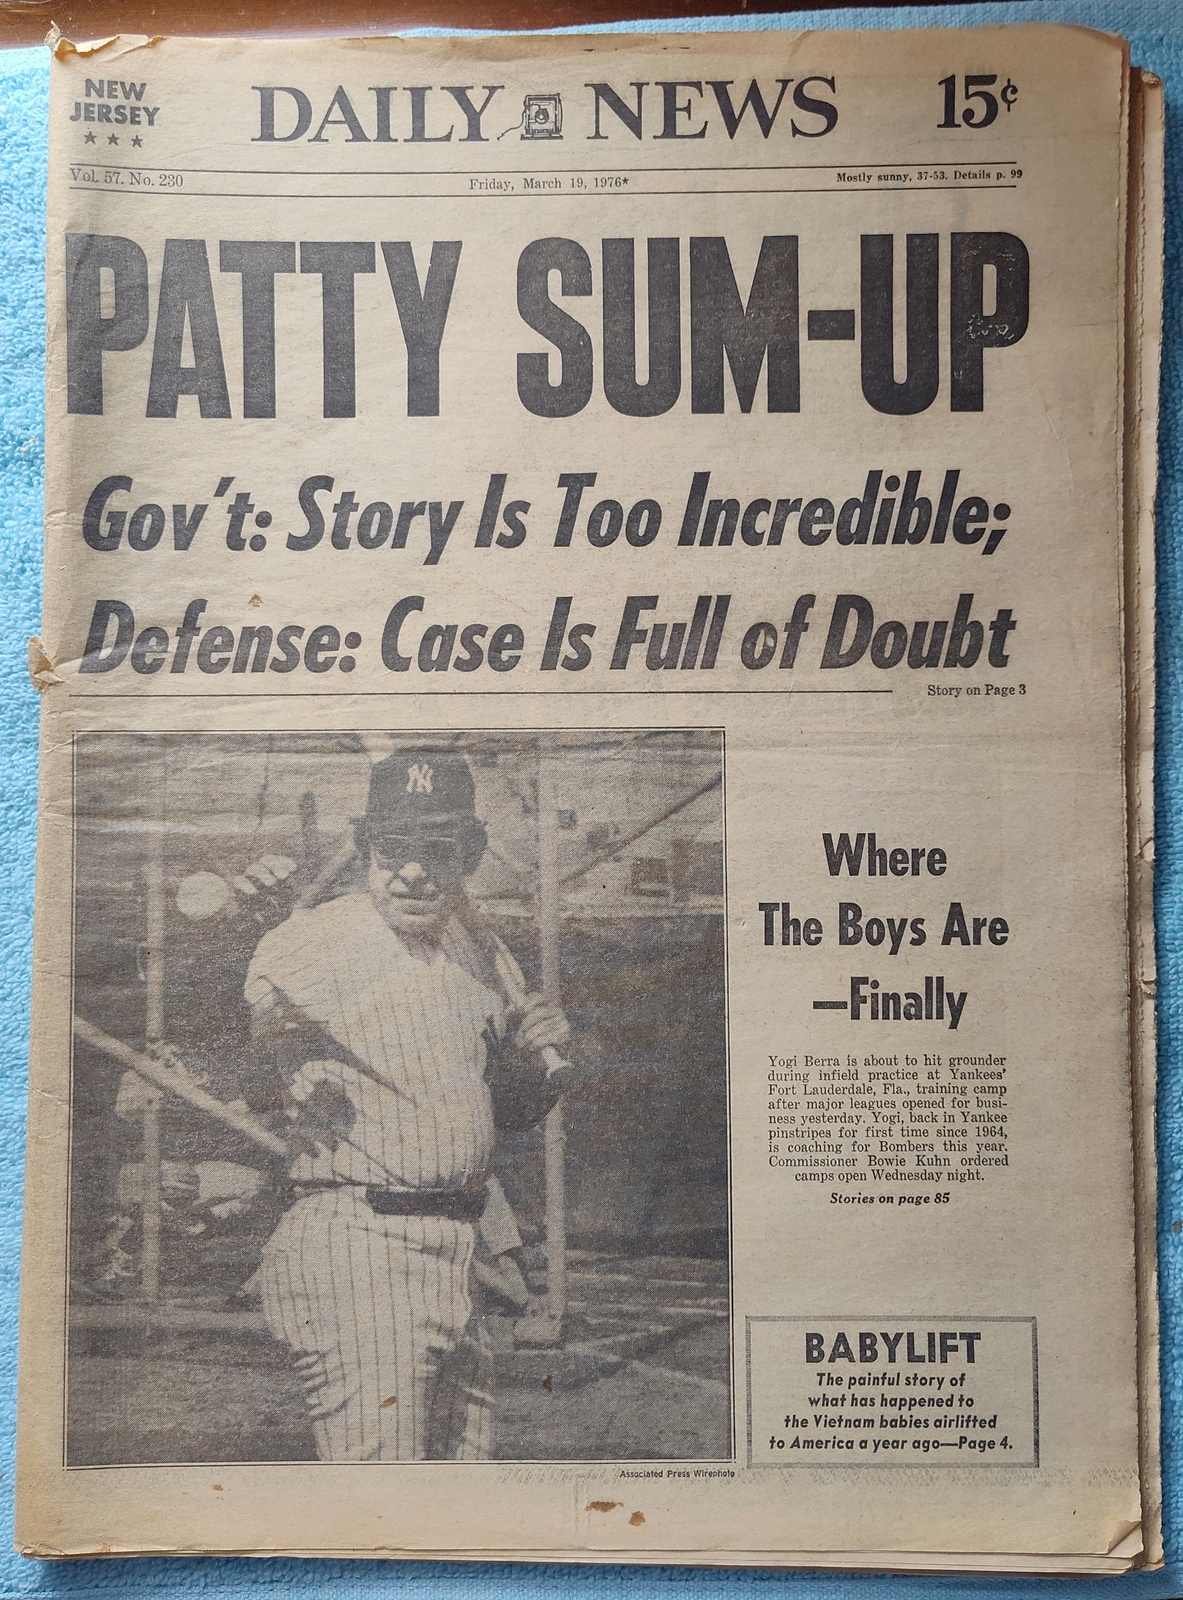 NEW
JERSEY
★ ★ ★
DAILY NEWS
15¢
Vol. 57. No. 230
Friday, March 19, 1976★
Mostly sunny, 37-53. Details p. 99
PATTY SUM-UP
Gov't: Story Is Too Incredible;
Defense: Case Is Full of Doubt
Story on Page 3
NY
Where
The Boys Are
—Finally
Yogi Berra is about to hit grounder
during infield practice at Yankees'
Fort Lauderdale, Fla., training camp
after major leagues opened for busi-
ness yesterday. Yogi, back in Yankee
pinstripes for first time since 1964,
is coaching for Bombers this year.
Commissioner Bowie Kuhn ordered
camps open Wednesday night.
Stories on page 85
BABYLIFT
The painful story of
what has happened to
the Vietnam babies airlifted
to America a year ago—Page 4.
Associated Press Wirephoto